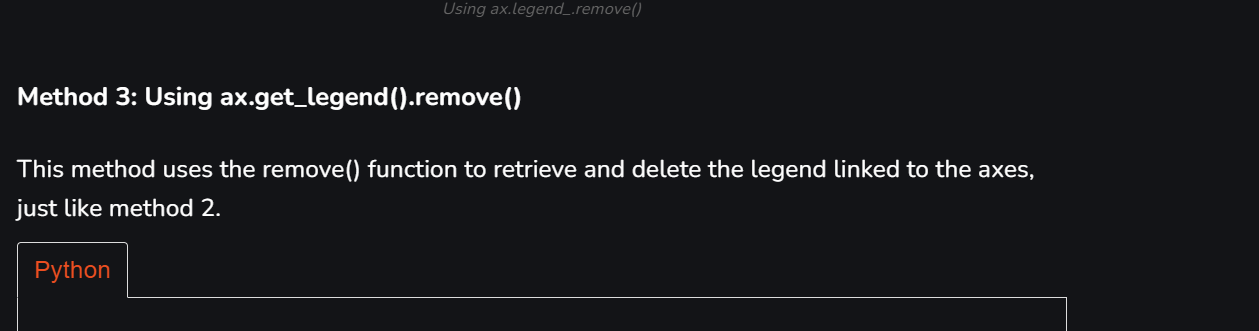 Using ax.legend_.remove()
Method 3: Using ax.get_legend().remove()
This method uses the remove() function to retrieve and delete the legend linked to the axes,
just like method 2.
Python